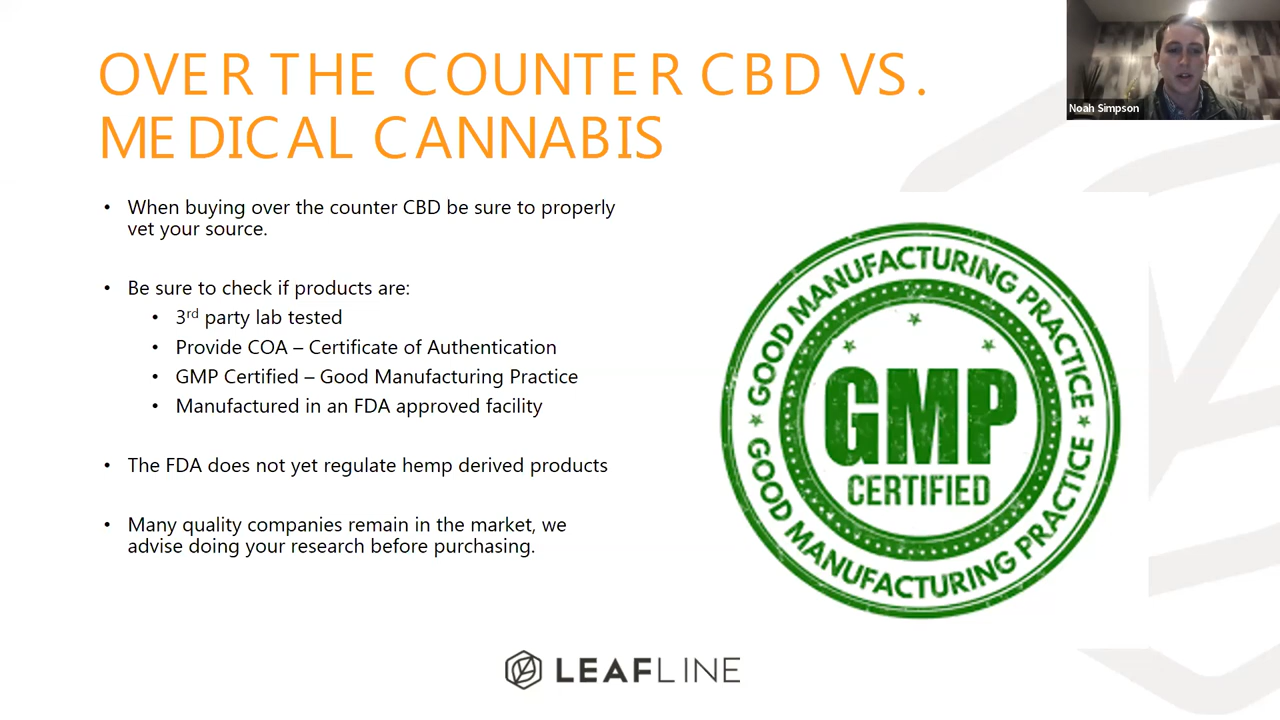 OVER THE COUNTER CBD VS.
MEDICAL CANNABIS
Noah Simpson
• When buying over the counter CBD be sure to properly
vet your source.
• Be sure to check if products are:
• 3rd party lab tested
• Provide COA – Certificate of Authentication
• GMP Certified – Good Manufacturing Practice
• Manufactured in an FDA approved facility
• The FDA does not yet regulate hemp derived products
• Many quality companies remain in the market, we
advise doing your research before purchasing.
GOOD MANUFACTURING PRACTICE
GMP
CERTIFIED
GOOD MANUFACTURING PRACTICE
LEAFLINE